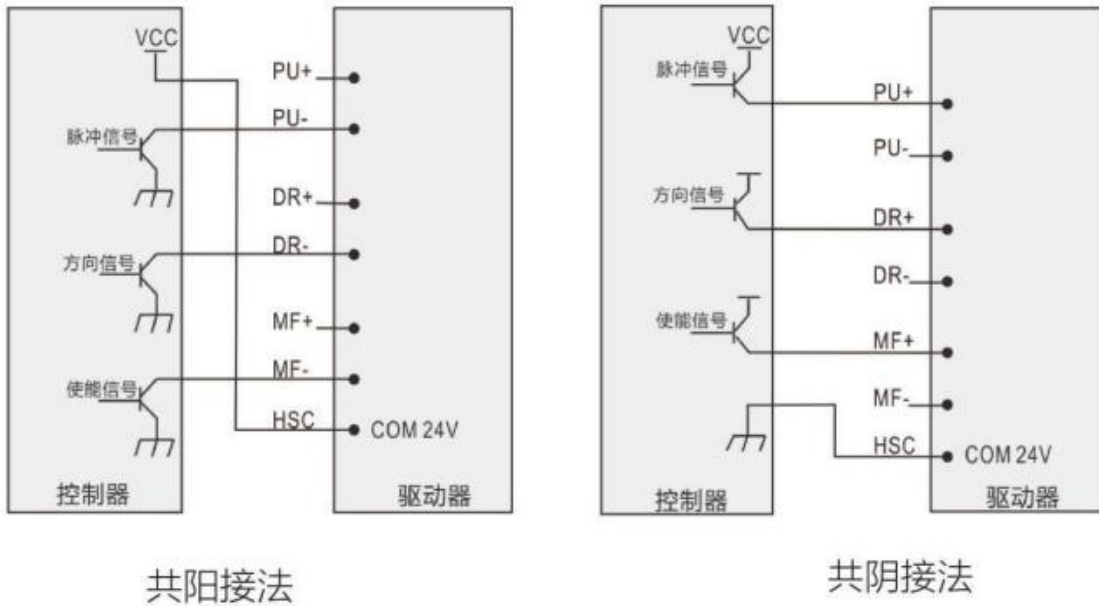 VCC
PU+
PU-
脉冲信号
DR+
DR-
方向信号
MF+
MF-
使能信号
HSC
COM 24V
控制器
驱动器
共阳接法
VCC
脉冲信号
PU+
PU-
方向信号
DR+
DR-
使能信号
MF+
MF-
HSC
COM 24V
控制器
驱动器
共阴接法